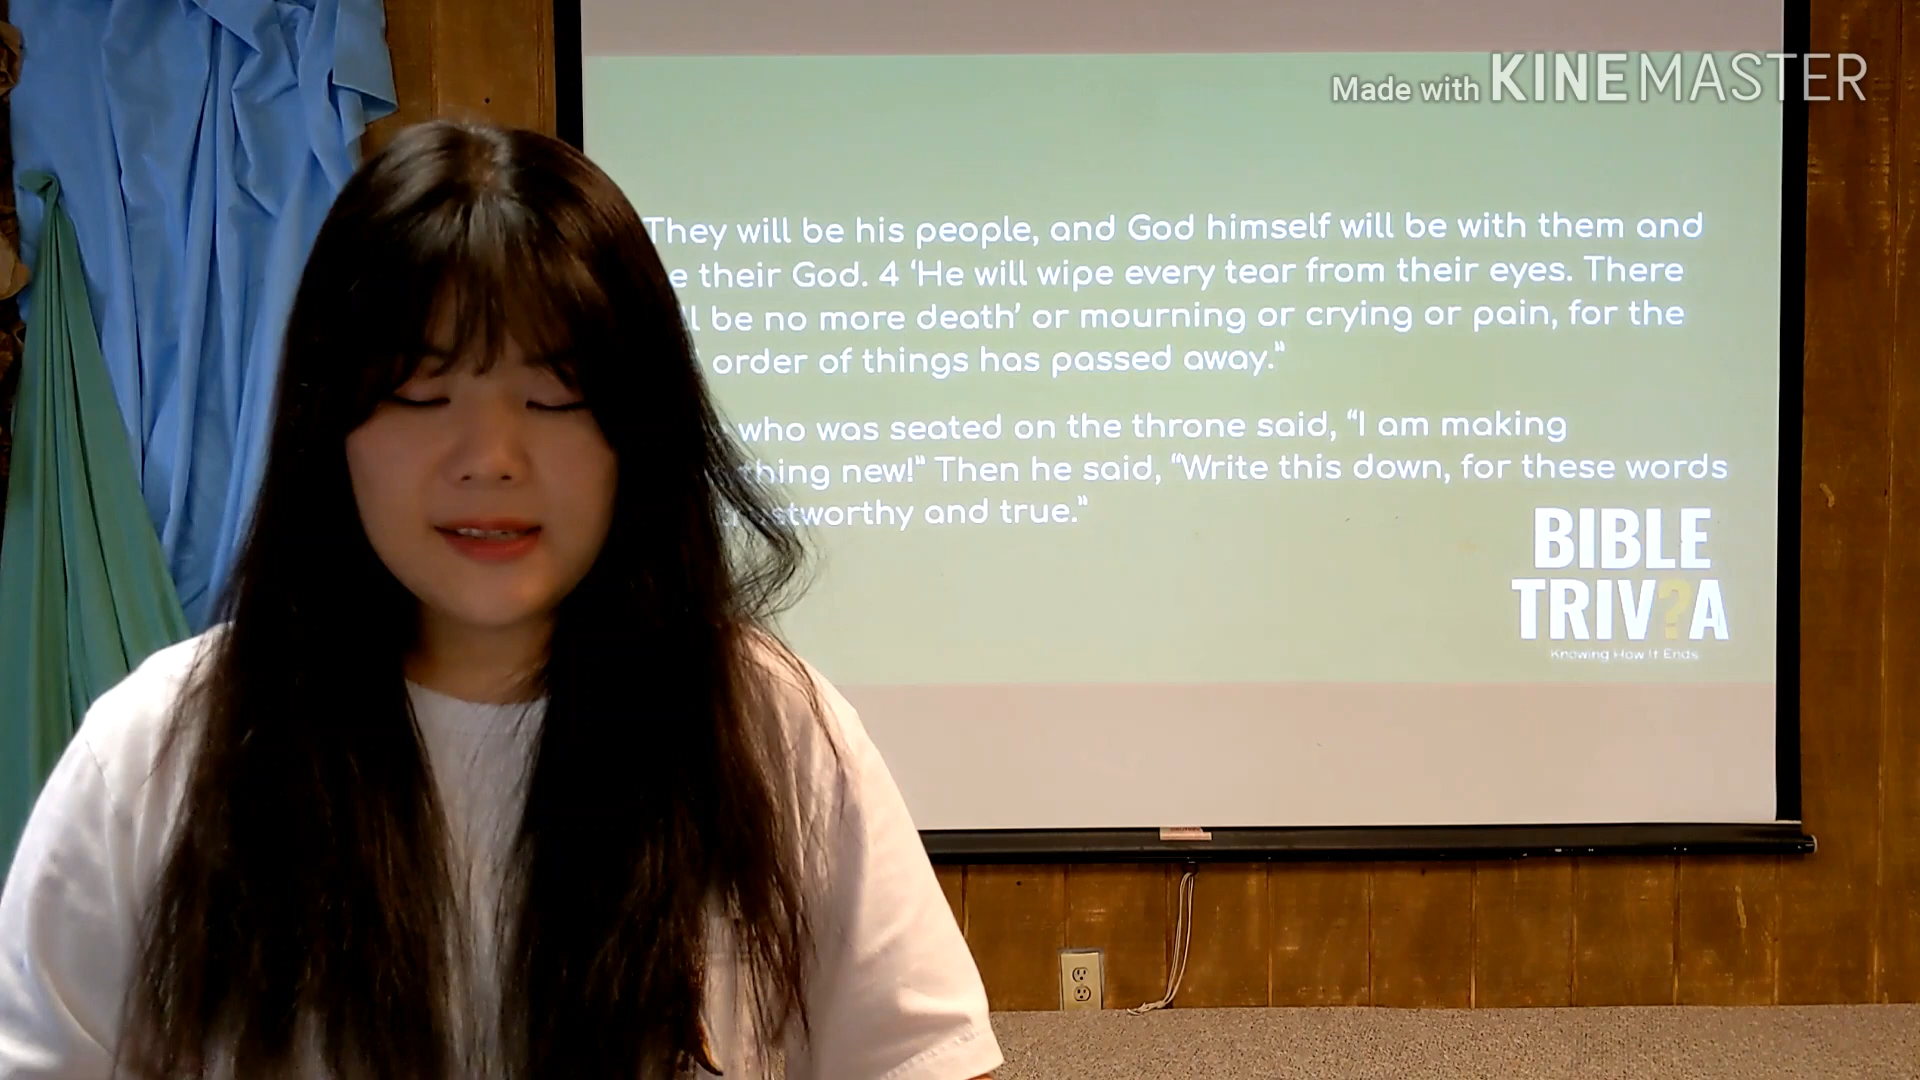 Made with KINEMASTER
They will be his people, and God himself will be with them and
their God. 4 ‘He will wipe every tear from their eyes. There
be no more death’ or mourning or crying or pain, for the
order of things has passed away.”
who was seated on the throne said, “I am making
new!” Then he said, “Write this down, for these words
and true.”
BIBLE
TRIV?A
Knowing How It Ends